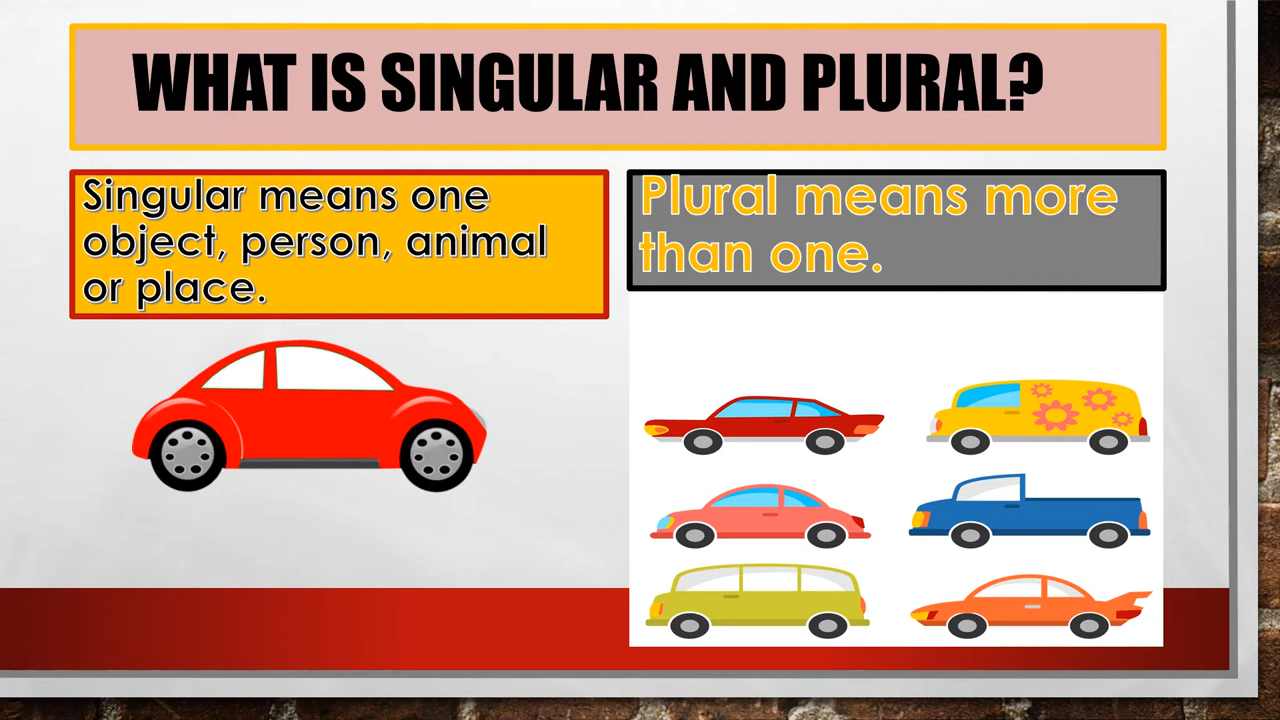 WHAT IS SINGULAR AND PLURAL?
Singular means one
object, person, animal
or place.
Plural means more
than one.